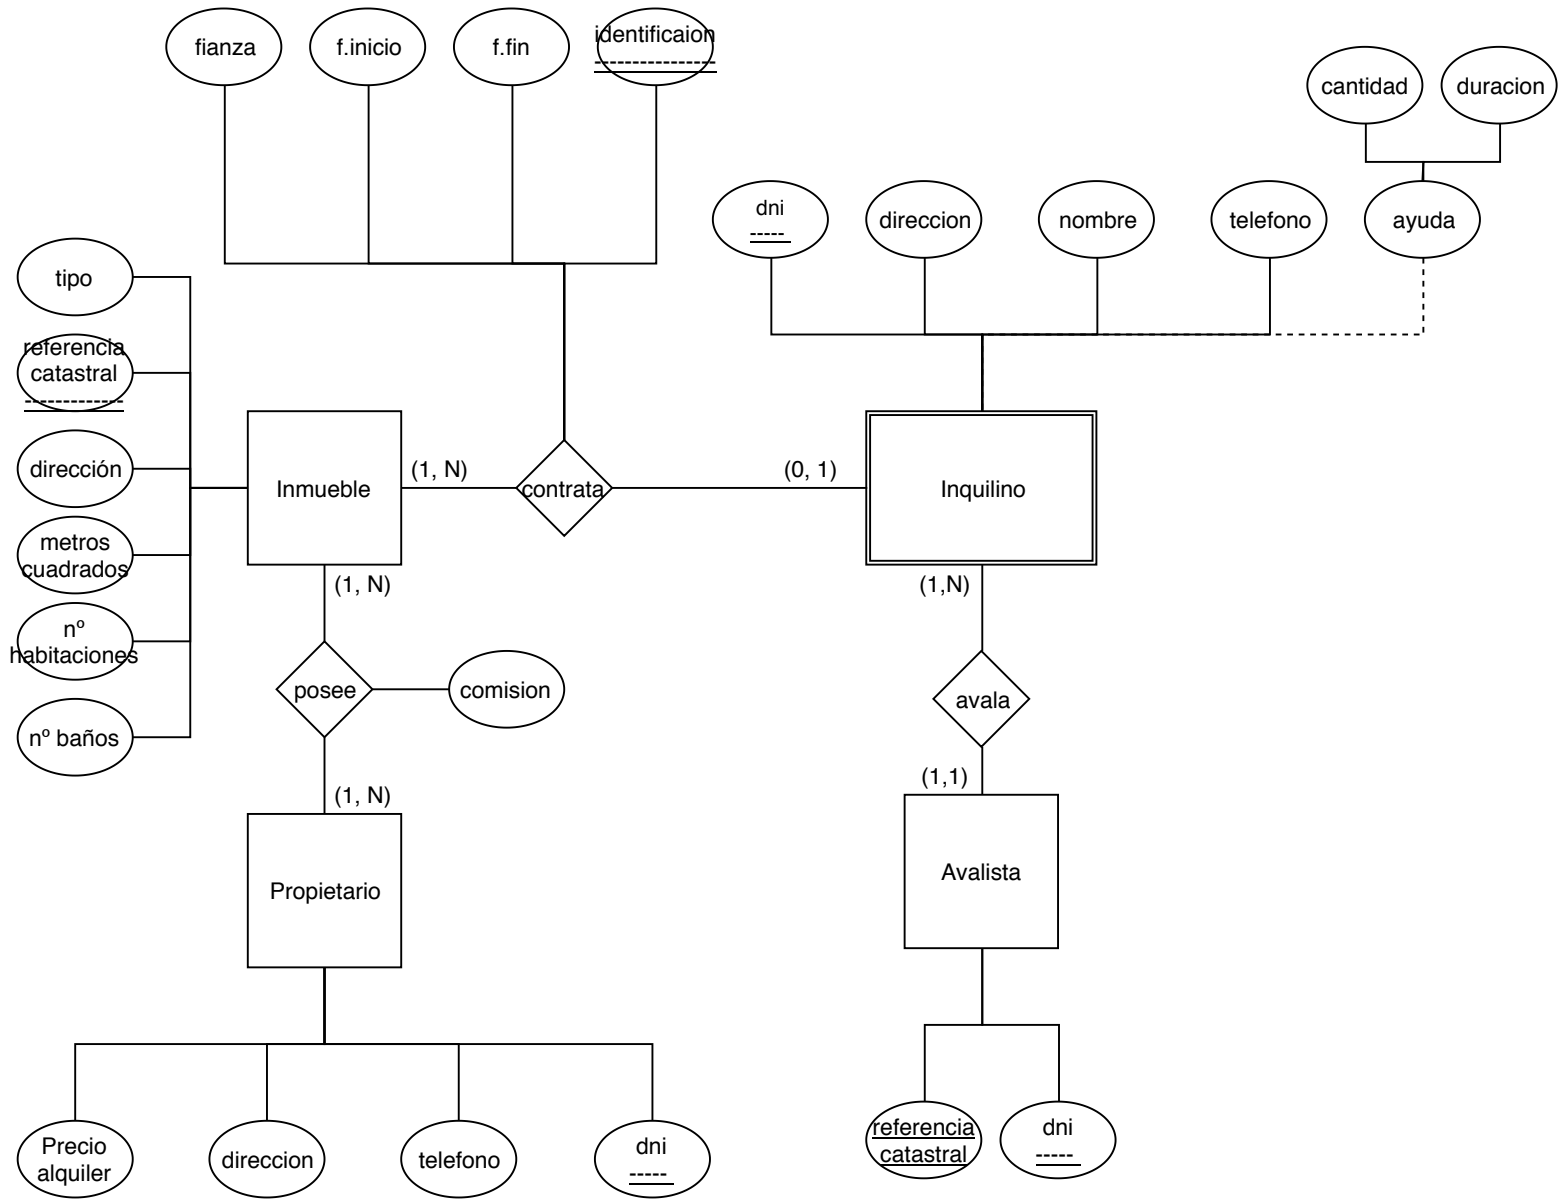 fianza
f.inicio
f.fin
identificaion
---------------
cantidad
duracion
dni
-----
direccion
nombre
telefono
ayuda
tipo
referencia
catastral
------------
dirección
metros
cuadrados
nº
habitaciones
nº baños
Inmueble
(1, N)
contrata
(0, 1)
Inquilino
(1, N)
(1,N)
posee
comision
avala
(1, N)
(1,1)
Propietario
Avalista
Precio
alquiler
direccion
telefono
dni
-----
referencia
catastral
dni
-----